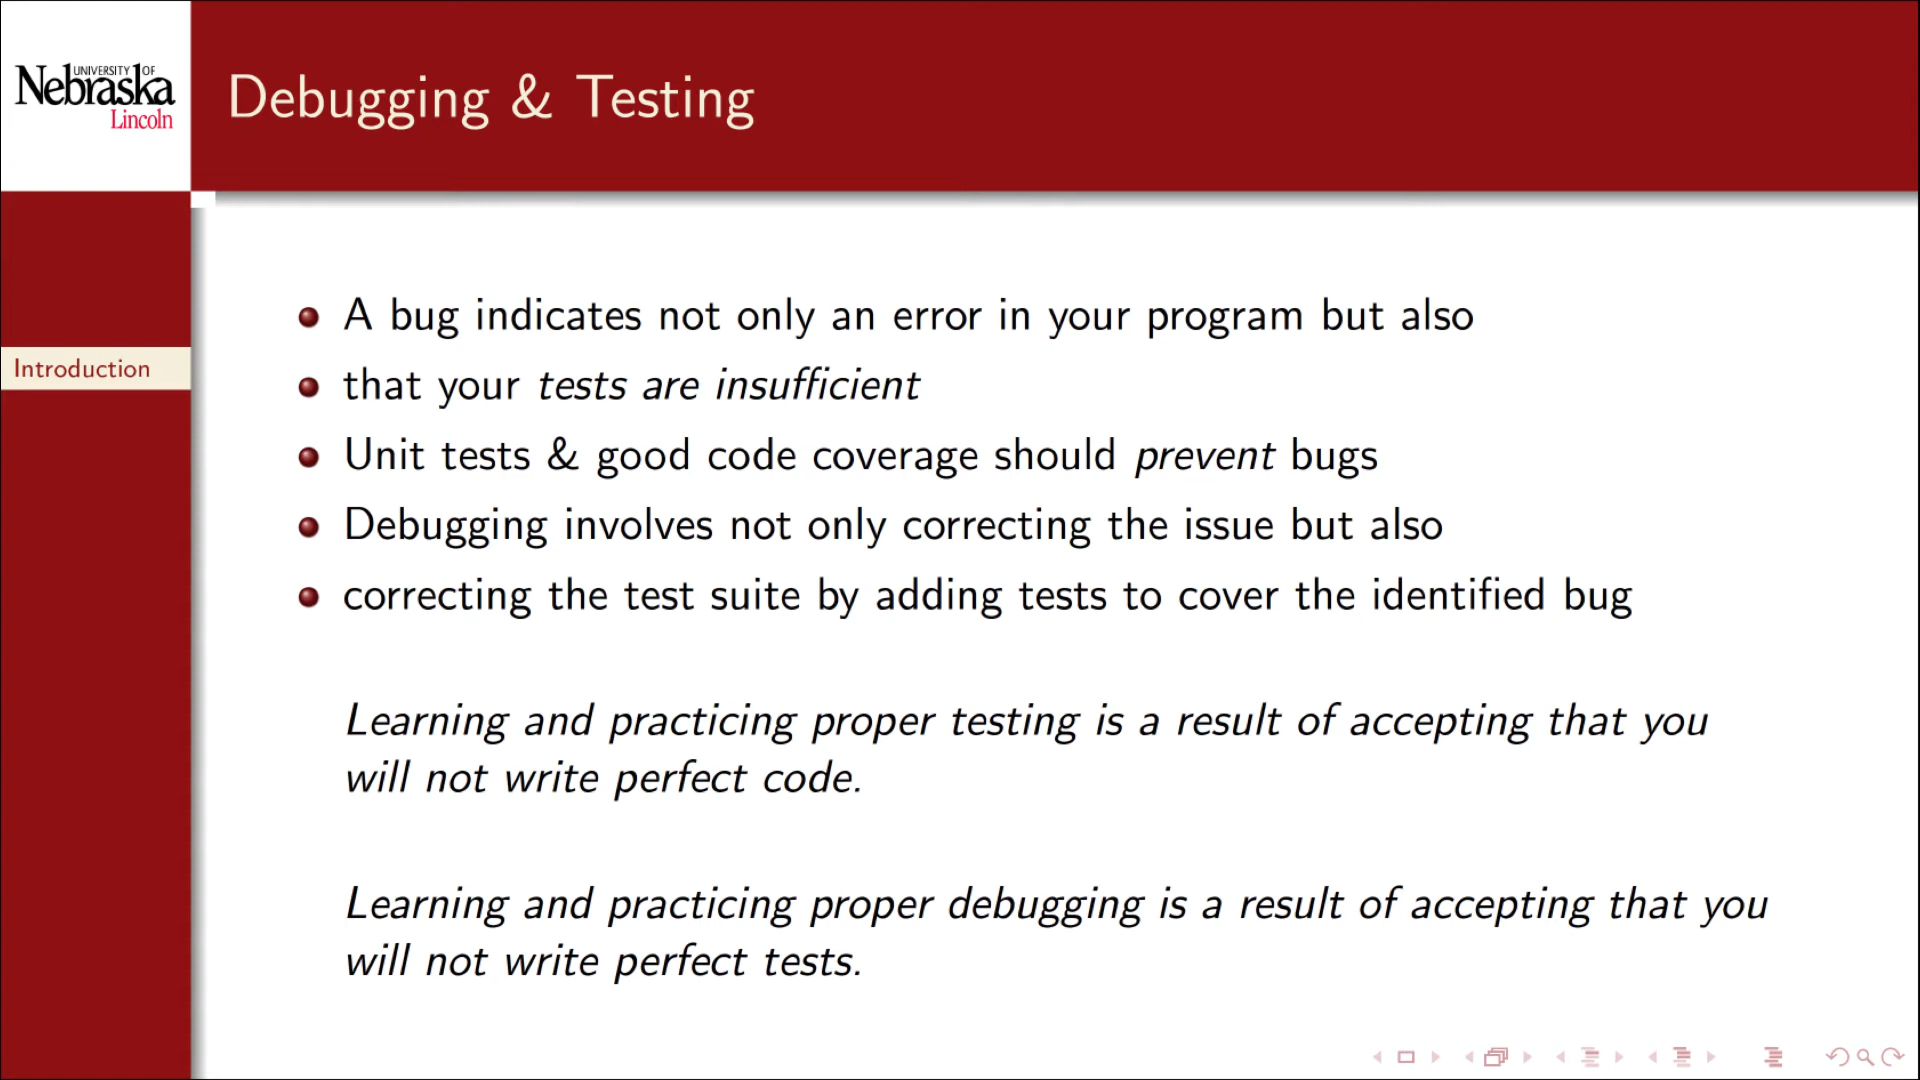 UNIVERSITY OF
Nebraska
Lincoln
Debugging & Testing
Introduction
A bug indicates not only an error in your program but also
that your tests are insufficient
Unit tests & good code coverage should prevent bugs
Debugging involves not only correcting the issue but also
correcting the test suite by adding tests to cover the identified bug
Learning and practicing proper testing is a result of accepting that you
will not write perfect code.
Learning and practicing proper debugging is a result of accepting that you
will not write perfect tests.